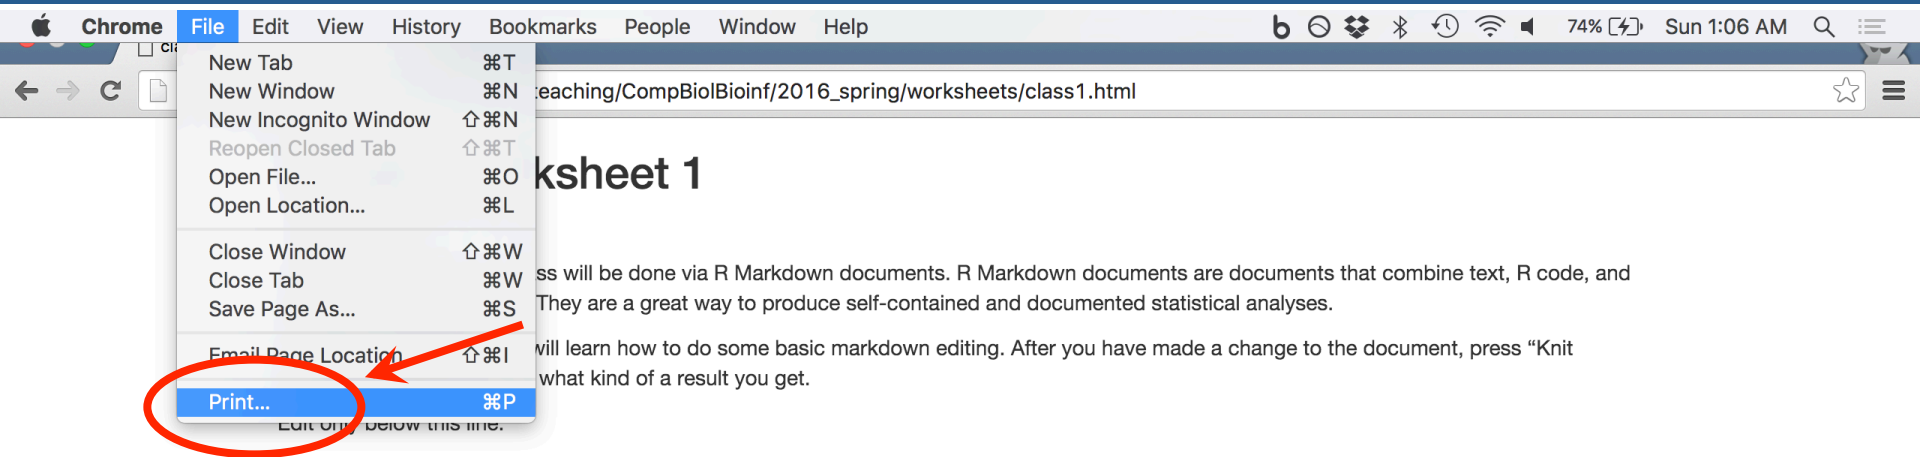 Chrome File Edit View History Bookmarks People Window Help 74% Sun 1:06 AM
New Tab ⌘T
New Window ⌘N
eaching/CompBiolBioinf/2016_spring/worksheets/class1.html
New Incognito Window ⇧⌘N
Reopen Closed Tab ⇧⌘T
ksheet 1
Open File... ⌘O
Open Location... ⌘L
Close Window ⇧⌘W
ss will be done via R Markdown documents. R Markdown documents are documents that combine text, R code, and
Close Tab ⌘W
Save Page As... ⌘S
They are a great way to produce self-contained and documented statistical analyses.
Email Page Location ⇧⌘I
will learn how to do some basic markdown editing. After you have made a change to the document, press “Knit
what kind of a result you get.
Print... ⌘P
Edit only below this line.